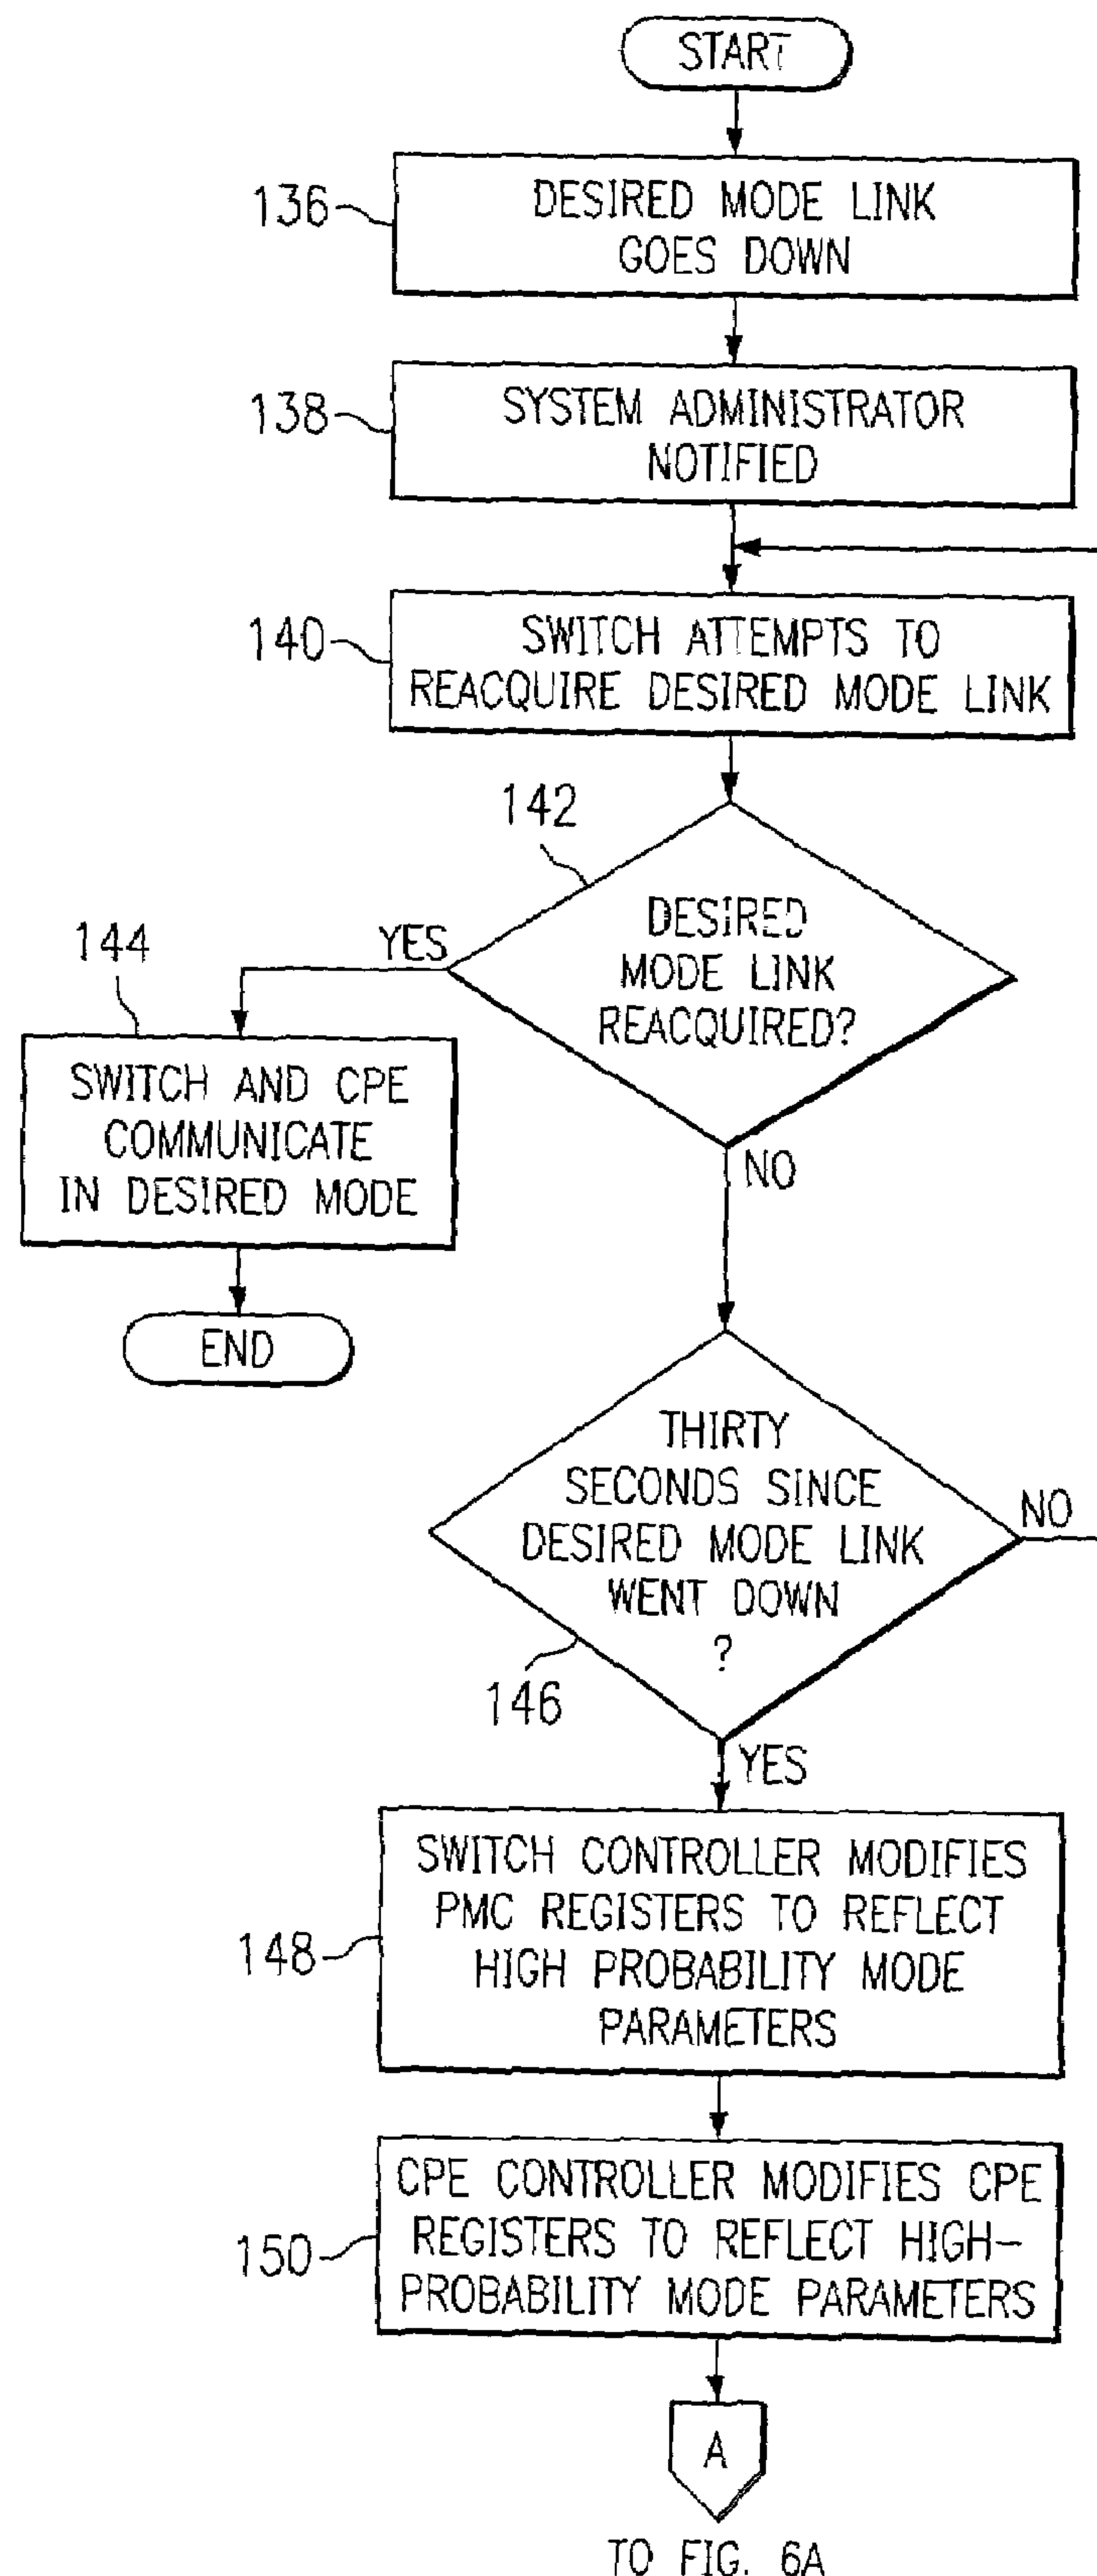 START
136
DESIRED MODE LINK
GOES DOWN
138
SYSTEM ADMINISTRATOR
NOTIFIED
140
SWITCH ATTEMPTS TO
REACQUIRE DESIRED MODE LINK
142
DESIRED
MODE LINK
REACQUIRED?
YES
144
SWITCH AND CPE
COMMUNICATE
IN DESIRED MODE
END
NO
THIRTY
SECONDS SINCE
DESIRED MODE LINK
WENT DOWN
?
NO
146
YES
148
SWITCH CONTROLLER MODIFIES
PMC REGISTERS TO REFLECT
HIGH PROBABILITY MODE
PARAMETERS
150
CPE CONTROLLER MODIFIES CPE
REGISTERS TO REFLECT HIGH-
PROBABILITY MODE PARAMETERS
A
TO FIG. 6A